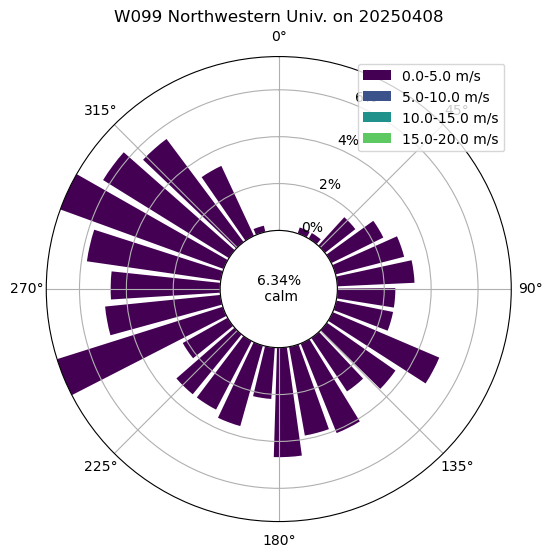 W099 Northwestern Univ. on 20250408
0°
0.0-5.0 m/s
5.0-10.0 m/s
10.0-15.0 m/s
15.0-20.0 m/s
315°
45°
6%
4%
2%
0%
6.34%
calm
270°
90°
225°
135°
180°